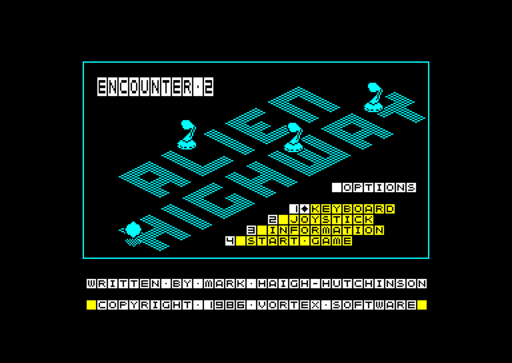 ENCOUNTER·2
ALIEN
HIGHWAY
OPTIONS
1◆KEYBOARD
2 JOYSTICK
3 INFORMATION
4 START·GAME
WRITTEN·BY·MARK·HAIGH-HUTCHINSON
COPYRIGHT·1986·VORTEX·SOFTWARE